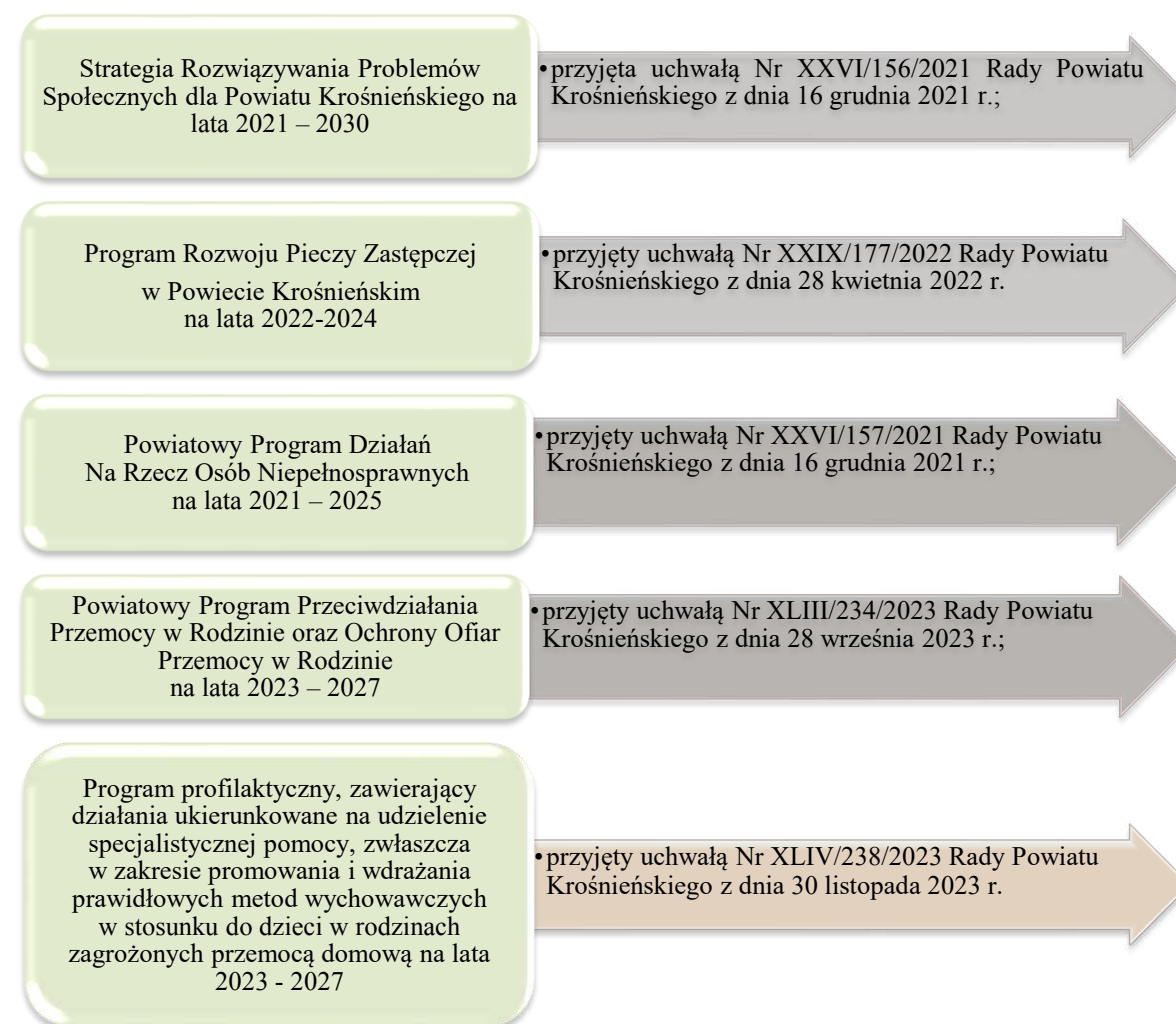 Strategia Rozwiązywania Problemów
Społecznych dla Powiatu Krośnieńskiego na
lata 2021 – 2030
•przyjęta uchwałą Nr XXVI/156/2021 Rady Powiatu
Krośnieńskiego z dnia 16 grudnia 2021 r.;
Program Rozwoju Pieczy Zastępczej
w Powiecie Krośnieńskim
na lata 2022-2024
•przyjęty uchwałą Nr XXIX/177/2022 Rady Powiatu
Krośnieńskiego z dnia 28 kwietnia 2022 r.
Powiatowy Program Działań
Na Rzecz Osób Niepełnosprawnych
na lata 2021 – 2025
•przyjęty uchwałą Nr XXVI/157/2021 Rady Powiatu
Krośnieńskiego z dnia 16 grudnia 2021 r.;
Powiatowy Program Przeciwdziałania
Przemocy w Rodzinie oraz Ochrony Ofiar
Przemocy w Rodzinie
na lata 2023 – 2027
•przyjęty uchwałą Nr XLIII/234/2023 Rady Powiatu
Krośnieńskiego z dnia 28 września 2023 r.;
Program profilaktyczny, zawierający
działania ukierunkowane na udzielenie
specjalistycznej pomocy, zwłaszcza
w zakresie promowania i wdrażania
prawidłowych metod wychowawczych
w stosunku do dzieci w rodzinach
zagrożonych przemocą domową na lata
2023 - 2027
•przyjęty uchwałą Nr XLIV/238/2023 Rady Powiatu
Krośnieńskiego z dnia 30 listopada 2023 r.